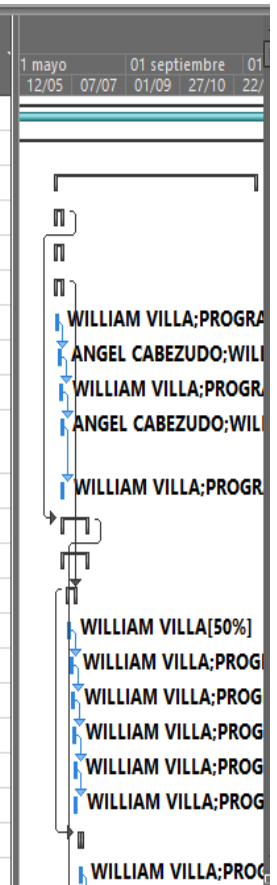 1 mayo 01 septiembre 01
12/05 07/07 01/09 27/10 22/
WILLIAM VILLA;PROGRA
ANGEL CABEZUDO;WILL
WILLIAM VILLA;PROGRA
ANGEL CABEZUDO;WIL
WILLIAM VILLA;PROGR
WILLIAM VILLA[50%]
WILLIAM VILLA;PROG
WILLIAM VILLA;PROG
WILLIAM VILLA;PROG
WILLIAM VILLA;PROG
WILLIAM VILLA;PROG
WILLIAM VILLA;PROG